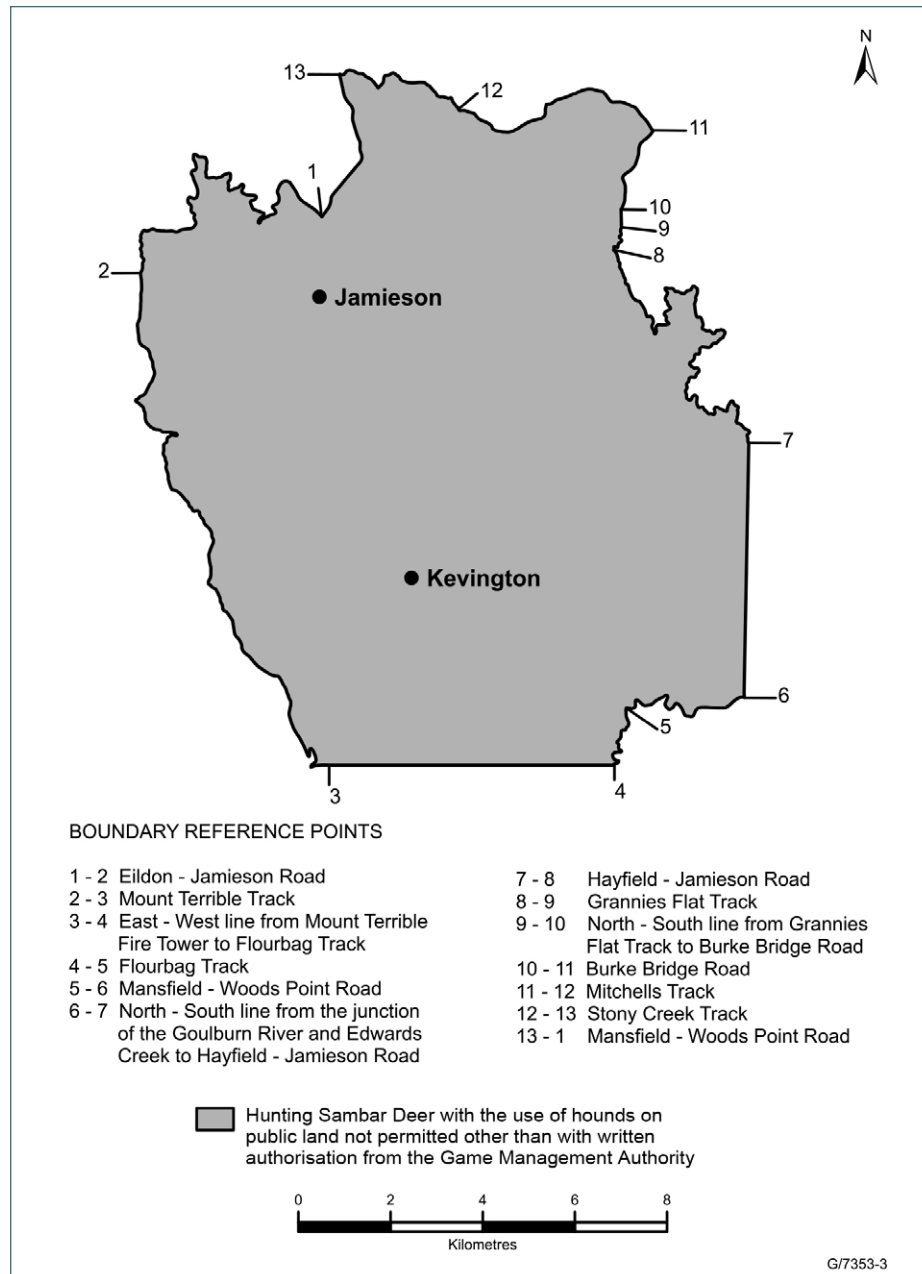 N
13
12
11
1
10
9
8
2
Jamieson
7
Kevington
6
5
3
4
BOUNDARY REFERENCE POINTS
1 - 2 Eildon - Jamieson Road
2 - 3 Mount Terrible Track
3 - 4 East - West line from Mount Terrible
Fire Tower to Flourbag Track
4 - 5 Flourbag Track
5 - 6 Mansfield - Woods Point Road
6 - 7 North - South line from the junction
of the Goulburn River and Edwards
Creek to Hayfield - Jamieson Road
7 - 8 Hayfield - Jamieson Road
8 - 9 Grannies Flat Track
9 - 10 North - South line from Grannies
Flat Track to Burke Bridge Road
10 - 11 Burke Bridge Road
11 - 12 Mitchells Track
12 - 13 Stony Creek Track
13 - 1 Mansfield - Woods Point Road
Hunting Sambar Deer with the use of hounds on
public land not permitted other than with written
authorisation from the Game Management Authority
0 2 4 6 8
Kilometres
G/7353-3